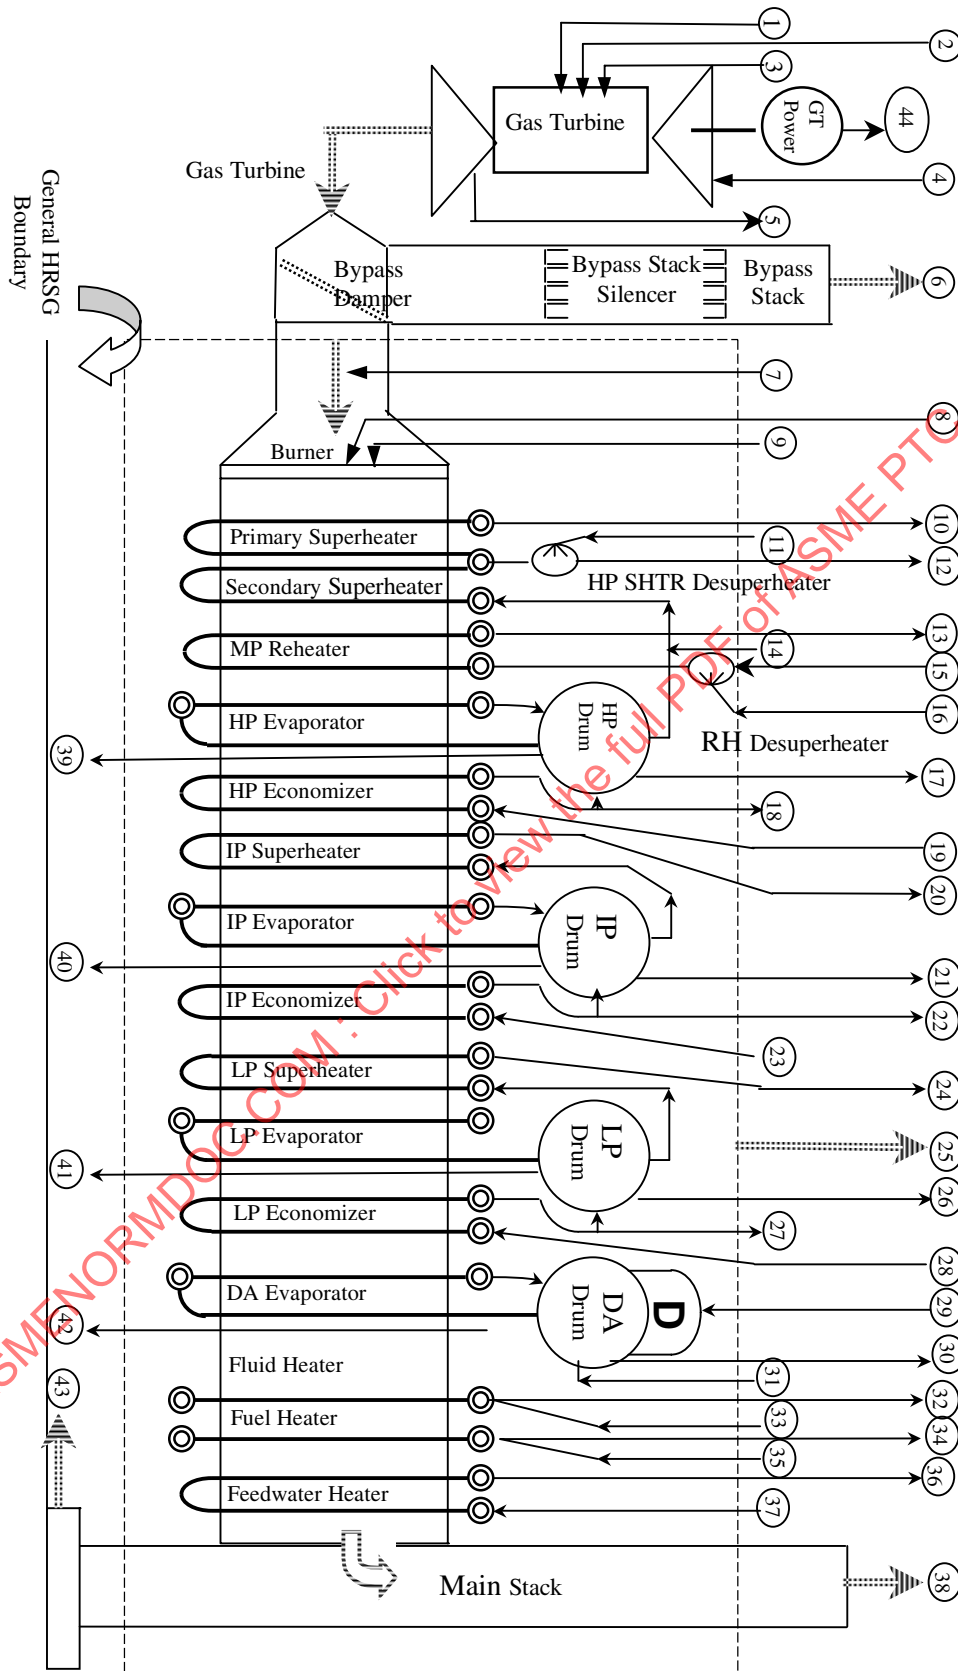 1
2
3
Gas Turbine
GT
Power
44
4
Gas Turbine
5
Bypass
Damper
Bypass Stack
Silencer
Bypass
Stack
6
General HRSG
Boundary
7
8
Burner
9
10
Primary Superheater
11
12
Secondary Superheater
HP SHTR Desuperheater
13
MP Reheater
14
15
16
HP Evaporator
HP
Drum
RH Desuperheater
39
17
HP Economizer
18
19
IP Superheater
20
IP Evaporator
IP
Drum
40
21
IP Economizer
22
23
LP Superheater
24
LP Evaporator
LP
Drum
25
41
26
LP Economizer
27
28
DA Evaporator
DA
Drum
D
29
42
30
Fluid Heater
31
43
32
Fuel Heater
33
34
35
36
Feedwater Heater
37
Main Stack
38
SMENORMDOC.COM : Click to view the full PDF of ASME PTC